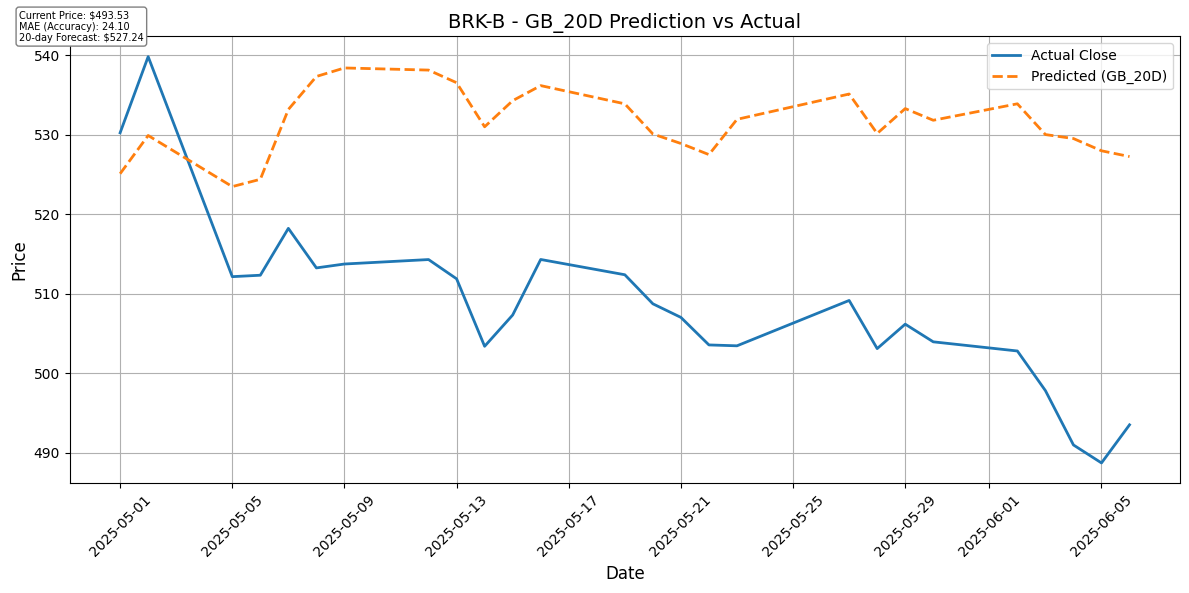 BRK-B - GB_20D Prediction vs Actual
Current Price: $493.53
MAE (Accuracy): 24.10
20-day Forecast: $527.24
Actual Close
Predicted (GB_20D)
Price
540
530
520
510
500
490
2025-05-01
2025-05-05
2025-05-09
2025-05-13
2025-05-17
2025-05-21
2025-05-25
2025-05-29
2025-06-01
2025-06-05
Date